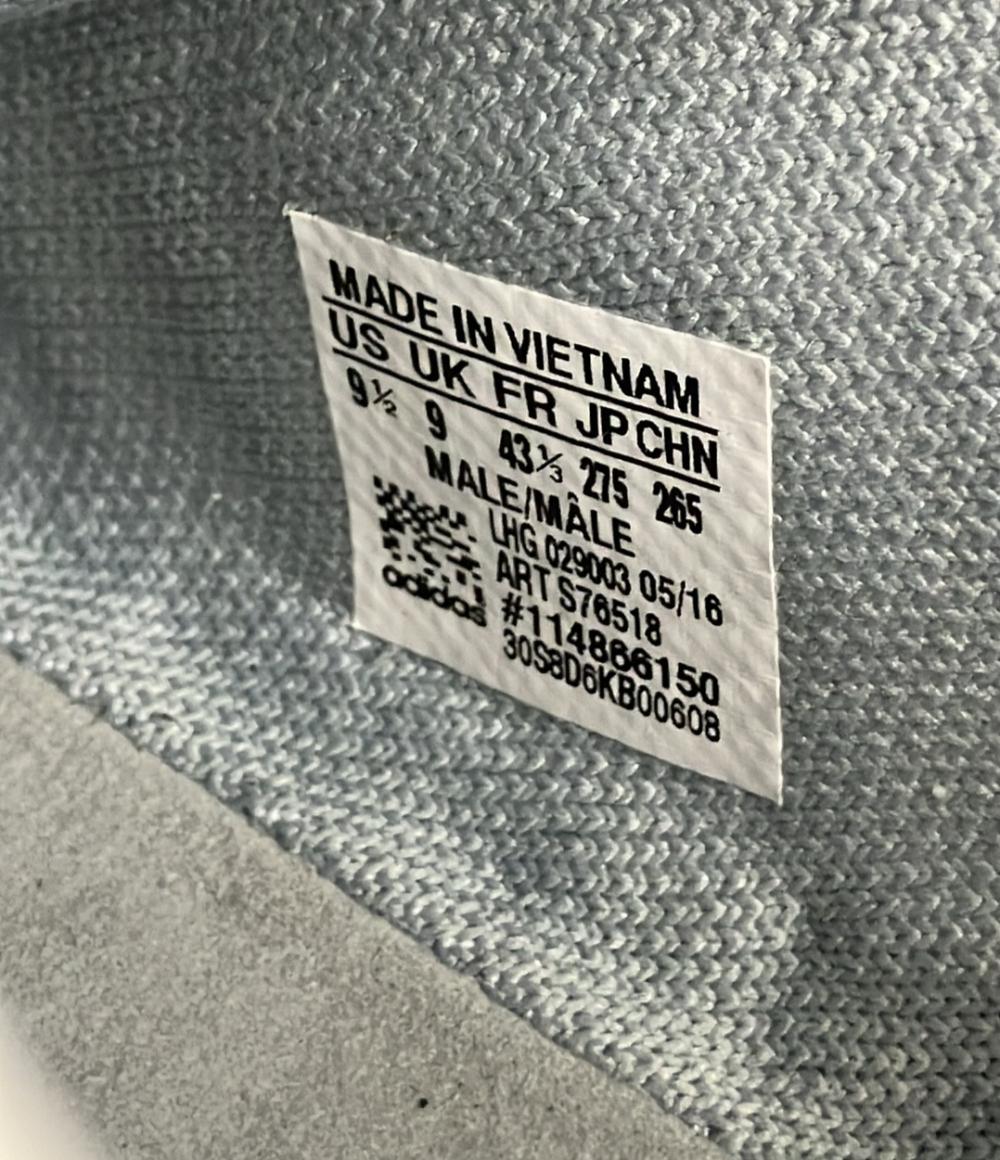 MADE IN VIETNAM
US UK FR JP CHN
9½ 9 43⅓ 275 265
MALE/MÂLE
LHG 029003 05/16
ART S76518
#114866150
30S8D6KB00608
adidas